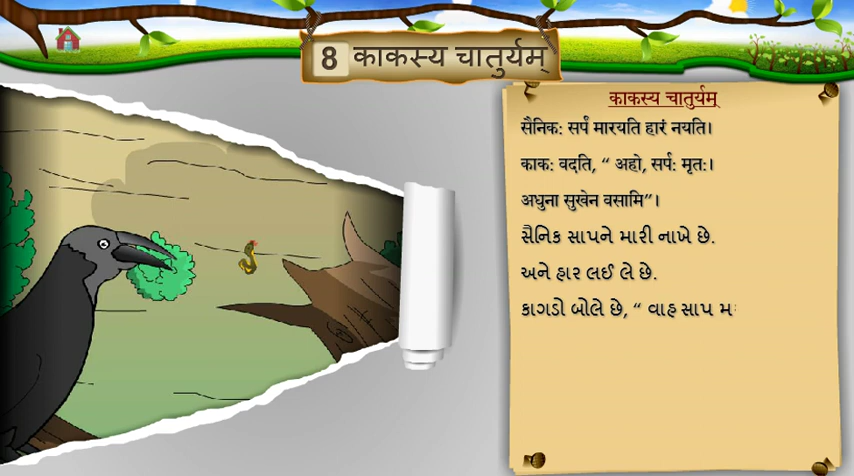 8 काकस्य चातुर्यम्
काकस्य चातुर्यम्
सैनिक: सर्पं मारयति हारं नयति।
काक: वदति, “ अहो, सर्प: मृत:।
अधुना सुखेन वसामि”।
સૈનિક સાપને મારી નાખે છે.
અને હાર લઈ લે છે.
કાગડો બોલે છે, “ વાહ સાપ મ